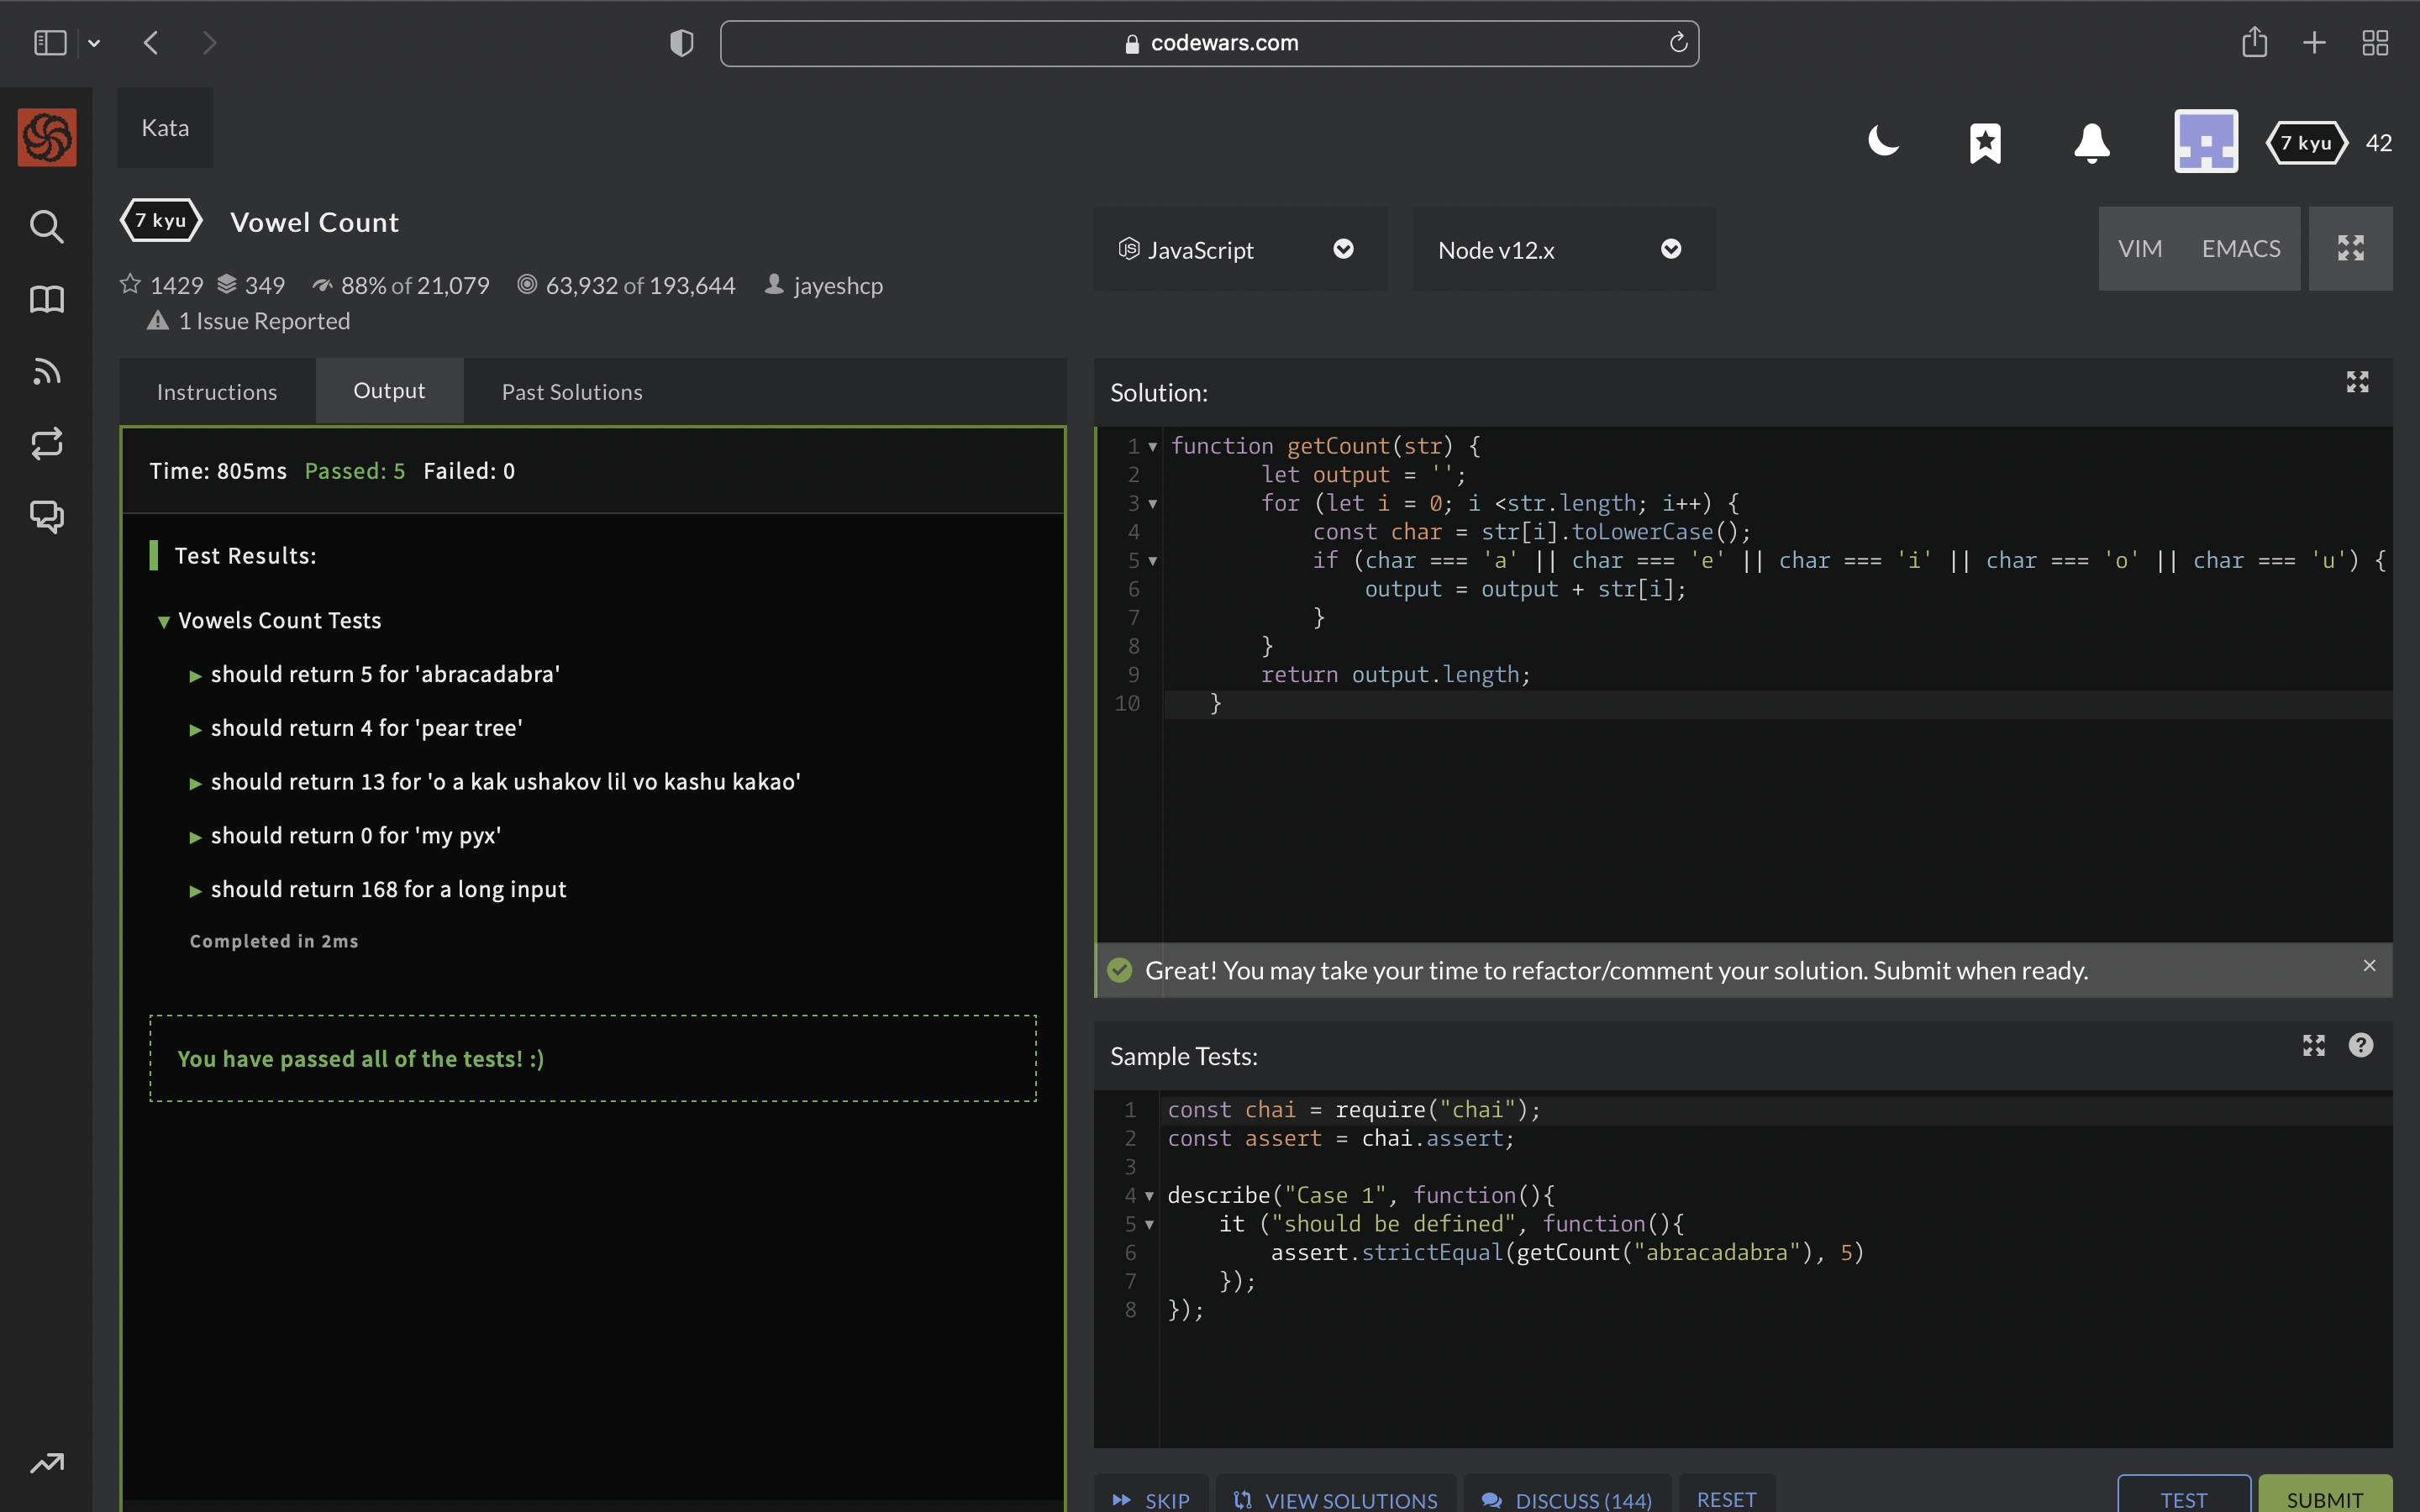 codewars.com
Kata
7 kyu 42
7 kyu Vowel Count
1429 349 88% of 21,079 63,932 of 193,644 jayeshcp
1 Issue Reported
JavaScript
Node v12.x
VIM EMACS
Instructions Output Past Solutions
Time: 805ms Passed: 5 Failed: 0
Test Results:
Vowels Count Tests
should return 5 for 'abracadabra'
should return 4 for 'pear tree'
should return 13 for 'o a kak ushakov lil vo kashu kakao'
should return 0 for 'my pyx'
should return 168 for a long input
Completed in 2ms
You have passed all of the tests! :)
Solution:
1 function getCount(str) {
2 let output = '';
3 for (let i = 0; i <str.length; i++) {
4 const char = str[i].toLowerCase();
5 if (char === 'a' || char === 'e' || char === 'i' || char === 'o' || char === 'u') {
6 output = output + str[i];
7 }
8 }
9 return output.length;
10 }
Great! You may take your time to refactor/comment your solution. Submit when ready.
Sample Tests:
1 const chai = require("chai");
2 const assert = chai.assert;
3
4 describe("Case 1", function(){
5 it ("should be defined", function(){
6 assert.strictEqual(getCount("abracadabra"), 5)
7 });
8 });
SKIP VIEW SOLUTIONS DISCUSS (144) RESET TEST SUBMIT